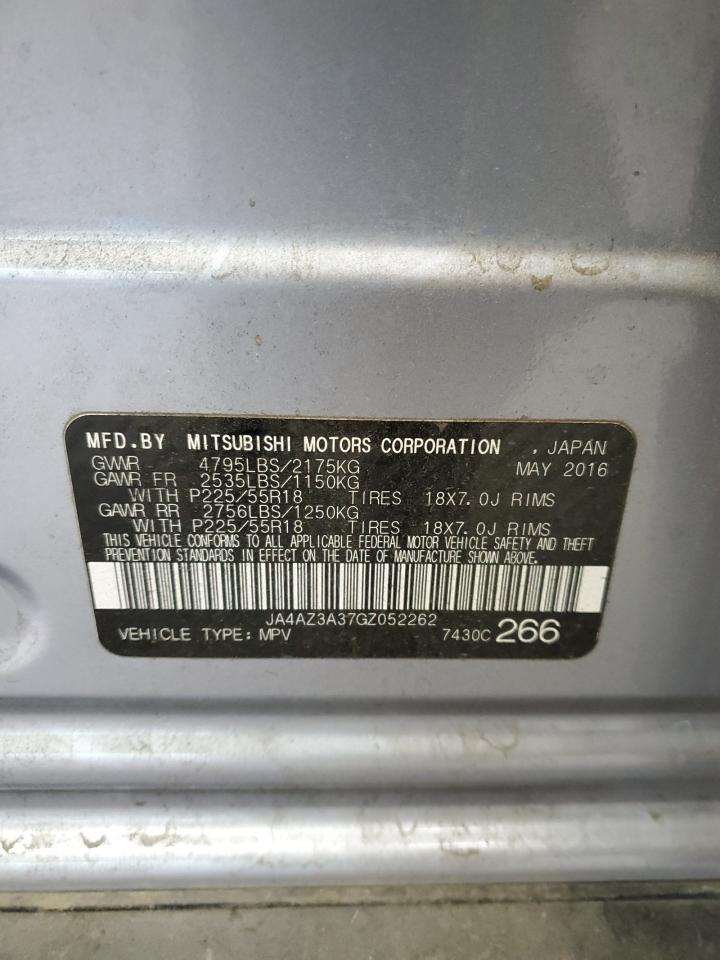 MFD.BY MITSUBISHI MOTORS CORPORATION , JAPAN
GVWR 4795LBS/2175KG MAY 2016
GAWR FR 2535LBS/1150KG
WITH P225/55R18 TIRES 18X7.0J RIMS
GAWR RR 2756LBS/1250KG
WITH P225/55R18 TIRES 18X7.0J RIMS
THIS VEHICLE CONFORMS TO ALL APPLICABLE FEDERAL MOTOR VEHICLE SAFETY AND THEFT
PREVENTION STANDARDS IN EFFECT ON THE DATE OF MANUFACTURE SHOWN ABOVE.
JA4AZ3A37GZ052262
VEHICLE TYPE: MPV 7430C 266